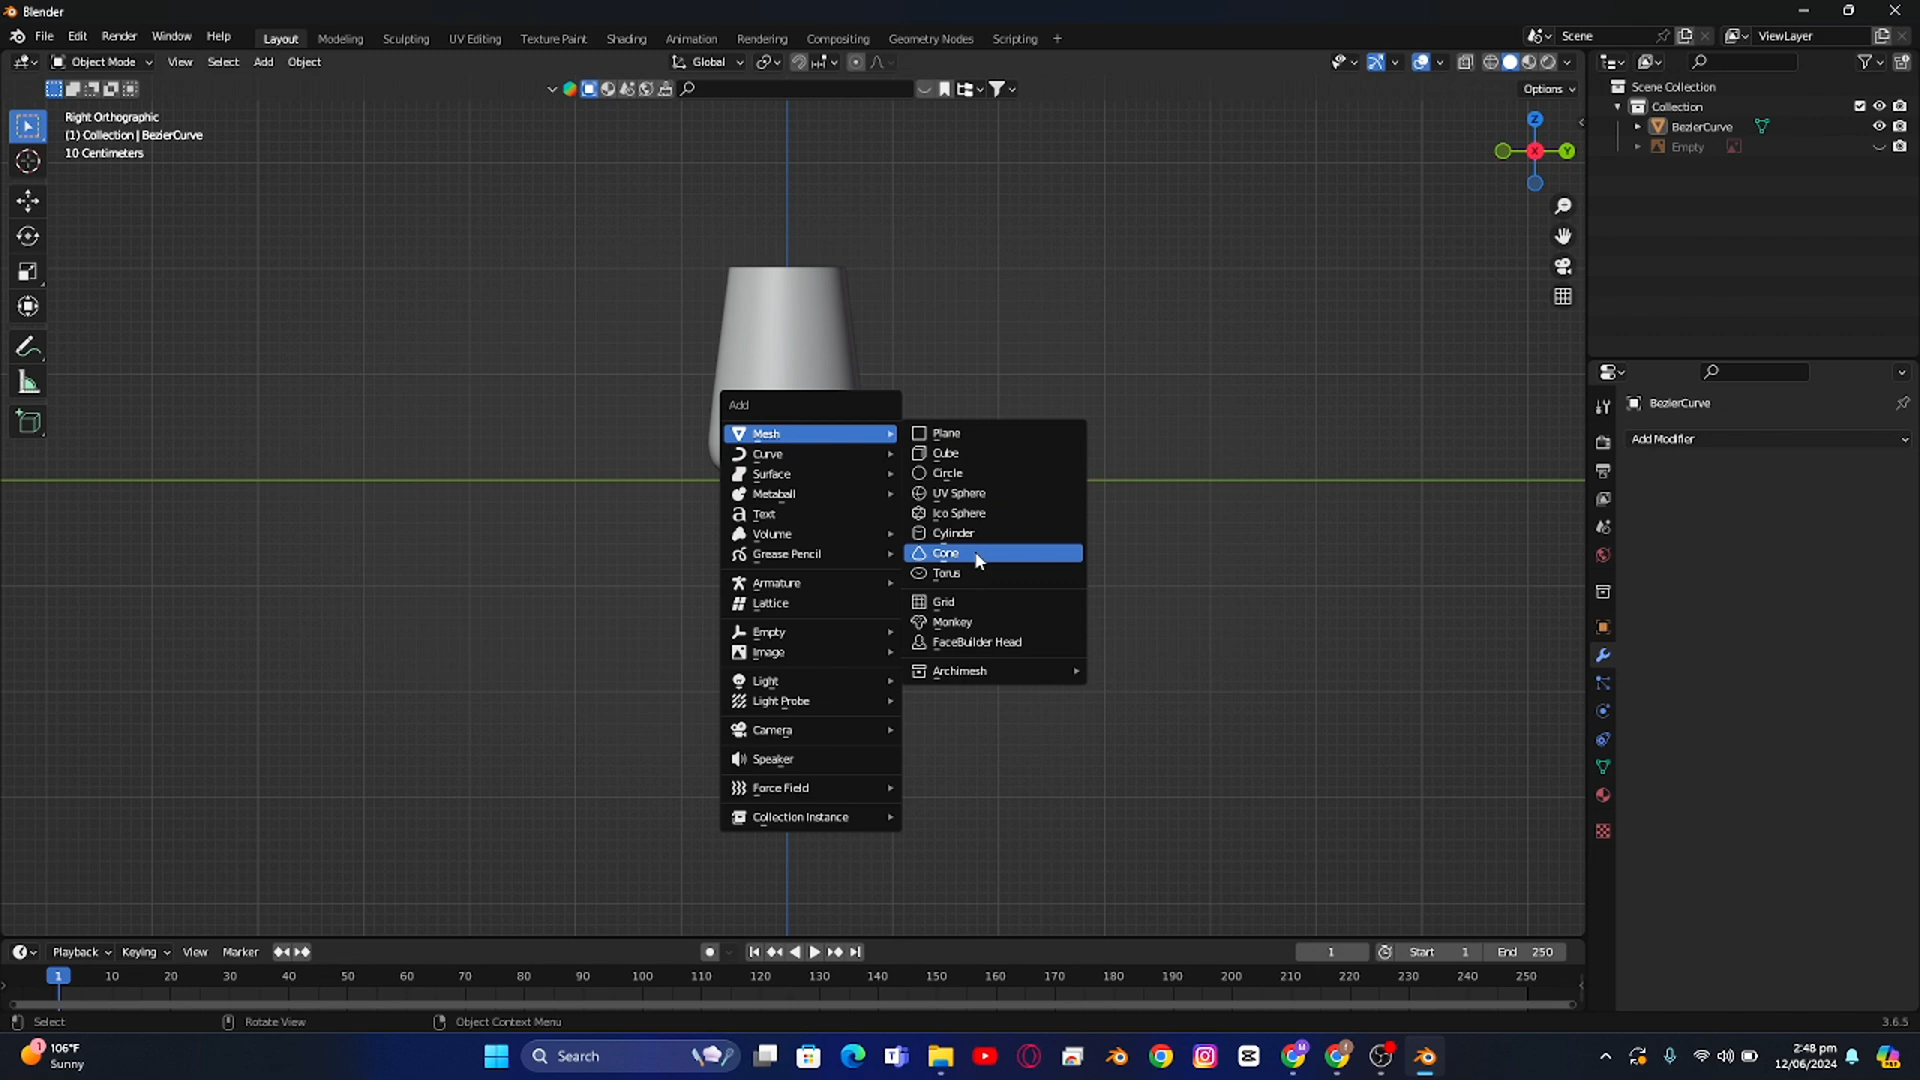 Blender
File Edit Render Window Help Layout Modeling Sculpting UV Editing Texture Paint Shading Animation Rendering Compositing Geometry Nodes Scripting + Scene ViewLayer
Object Mode View Select Add Object Global
Options
Right Orthographic
(1) Collection | BezierCurve
10 Centimeters
Z
X
Y
Scene Collection
Collection
BezierCurve
Empty
BezierCurve
Add Modifier
Add
Mesh
Curve
Surface
Metaball
Text
Volume
Grease Pencil
Armature
Lattice
Empty
Image
Light
Light Probe
Camera
Speaker
Force Field
Collection Instance
Plane
Cube
Circle
UV Sphere
Ico Sphere
Cylinder
Cone
Torus
Grid
Monkey
FaceBuilder Head
Archimesh
Playback Keying View Marker 1 Start 1 End 250
1 10 20 30 40 50 60 70 80 90 100 110 120 130 140 150 160 170 180 190 200 210 220 230 240 250
Select Rotate View Object Context Menu 3.6.5
106°F
Sunny
Search
2:48 pm
12/06/2024